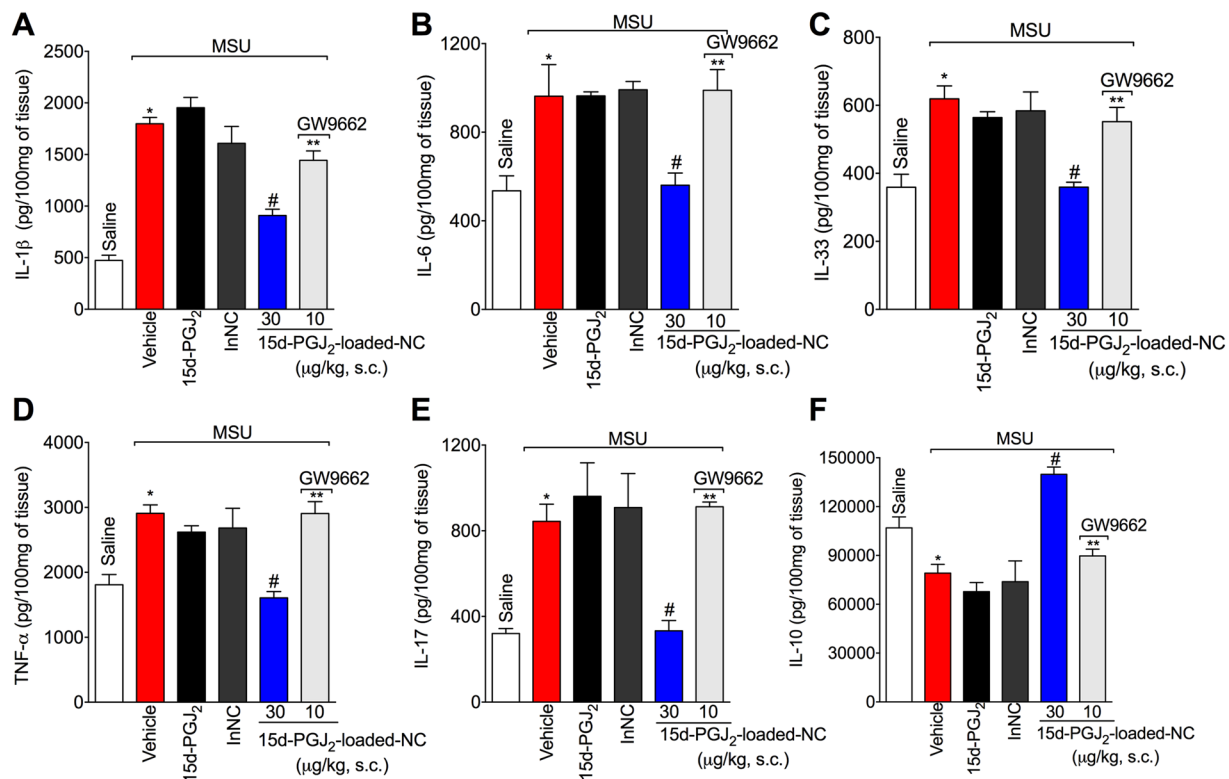 A
MSU
IL-1β (pg/100mg of tissue)
2500
2000
1500
1000
500
0
Saline
*
#
GW9662
**
Vehicle
15d-PGJ2
InNC
30 10
15d-PGJ2-loaded-NC
(μg/kg, s.c.)
B
MSU
IL-6 (pg/100mg of tissue)
1200
900
600
300
0
Saline
*
#
GW9662
**
Vehicle
15d-PGJ2
InNC
30 10
15d-PGJ2-loaded-NC
(μg/kg, s.c.)
C
MSU
IL-33 (pg/100mg of tissue)
800
600
400
200
0
Saline
*
#
GW9662
**
Vehicle
15d-PGJ2
InNC
30 10
15d-PGJ2-loaded-NC
(μg/kg, s.c.)
D
MSU
TNF-α (pg/100mg of tissue)
4000
3000
2000
1000
0
Saline
*
#
GW9662
**
Vehicle
15d-PGJ2
InNC
30 10
15d-PGJ2-loaded-NC
(μg/kg, s.c.)
E
MSU
IL-17 (pg/100mg of tissue)
1200
800
400
0
Saline
*
#
GW9662
**
Vehicle
15d-PGJ2
InNC
30 10
15d-PGJ2-loaded-NC
(μg/kg, s.c.)
F
MSU
IL-10 (pg/100mg of tissue)
150000
120000
90000
60000
30000
0
Saline
*
#
GW9662
**
Vehicle
15d-PGJ2
InNC
30 10
15d-PGJ2-loaded-NC
(μg/kg, s.c.)